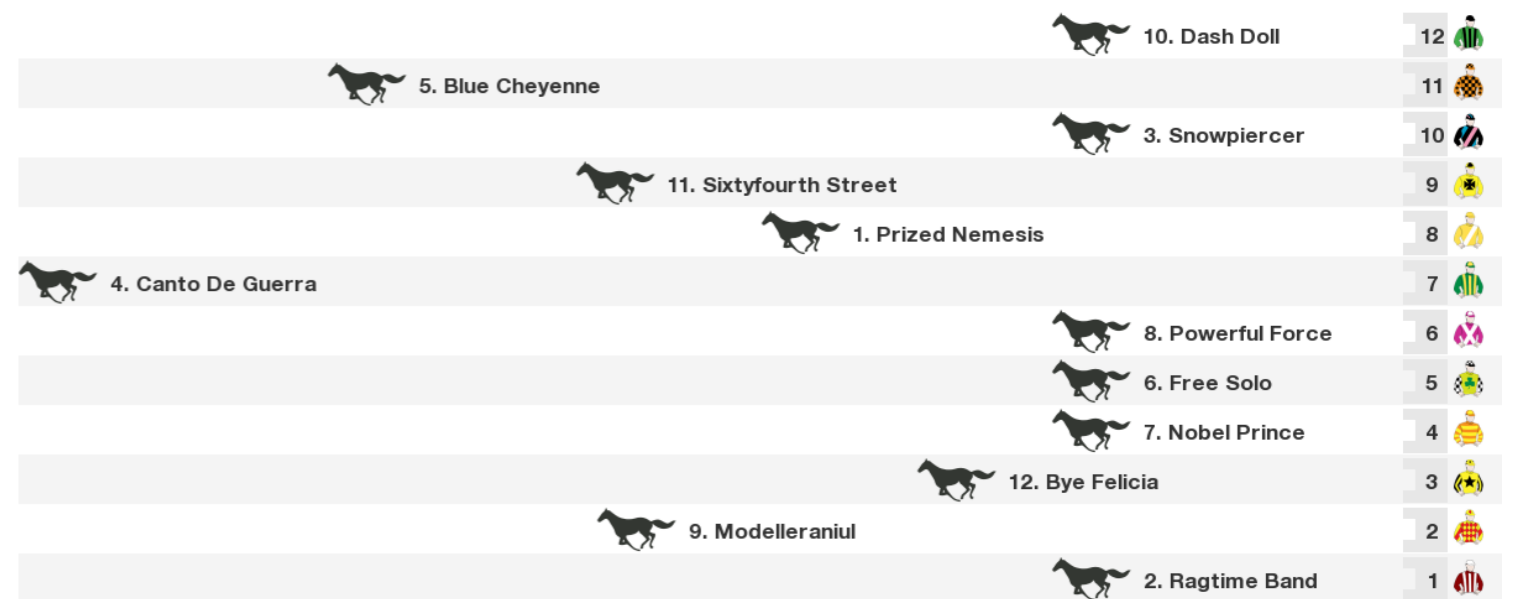 10. Dash Doll 12
5. Blue Cheyenne 11
3. Snowpiercer 10
11. Sixtyfourth Street 9
1. Prized Nemesis 8
4. Canto De Guerra 7
8. Powerful Force 6
6. Free Solo 5
7. Nobel Prince 4
12. Bye Felicia 3
9. Modelleraniul 2
2. Ragtime Band 1